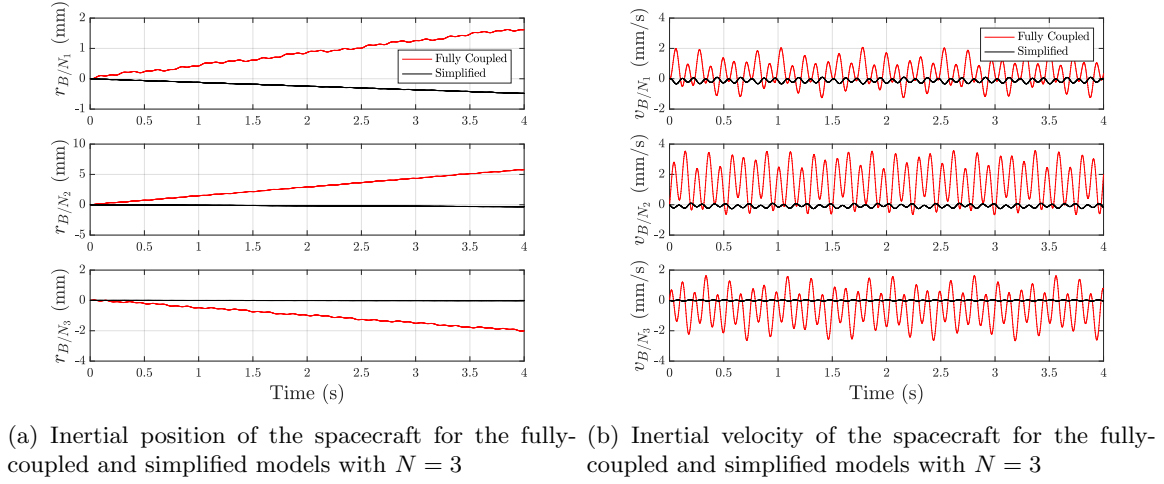 r_{B/N_1} (mm)
2
1
0
-1
Fully Coupled
Simplified
0 0.5 1 1.5 2 2.5 3 3.5 4
r_{B/N_2} (mm)
10
5
0
-5
0 0.5 1 1.5 2 2.5 3 3.5 4
r_{B/N_3} (mm)
2
0
-2
-4
0 0.5 1 1.5 2 2.5 3 3.5 4
Time (s)
v_{B/N_1} (mm/s)
4
2
0
-2
Fully Coupled
Simplified
0 0.5 1 1.5 2 2.5 3 3.5 4
v_{B/N_2} (mm/s)
4
2
0
-2
0 0.5 1 1.5 2 2.5 3 3.5 4
v_{B/N_3} (mm/s)
2
0
-2
-4
0 0.5 1 1.5 2 2.5 3 3.5 4
Time (s)
(a) Inertial position of the spacecraft for the fully-
coupled and simplified models with N = 3
(b) Inertial velocity of the spacecraft for the fully-
coupled and simplified models with N = 3